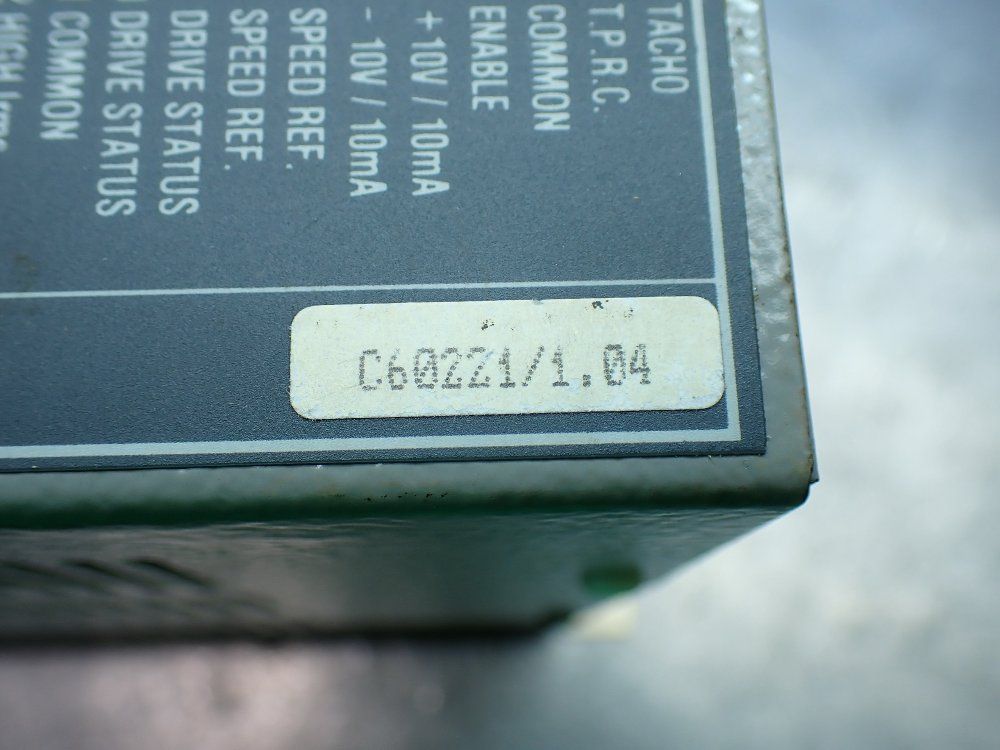 TACHO
T.P.R.C.
COMMON
ENABLE
+ 10V / 10mA
- 10V / 10mA
SPEED REF.
SPEED REF.
DRIVE STATUS
DRIVE STATUS
COMMON
HIGH
C60221/1.04